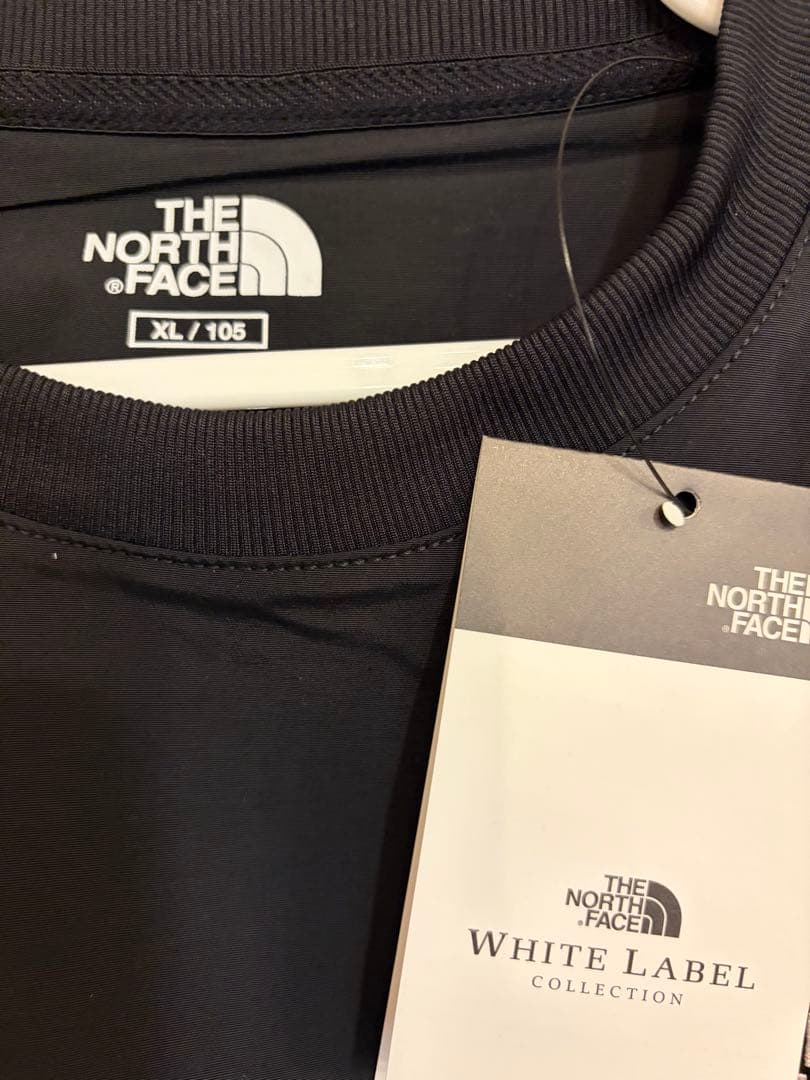 THE
NORTH
®FACE
XL / 105
THE
NORTH
®FACE
THE
NORTH
®FACE
WHITE LABEL
COLLECTION